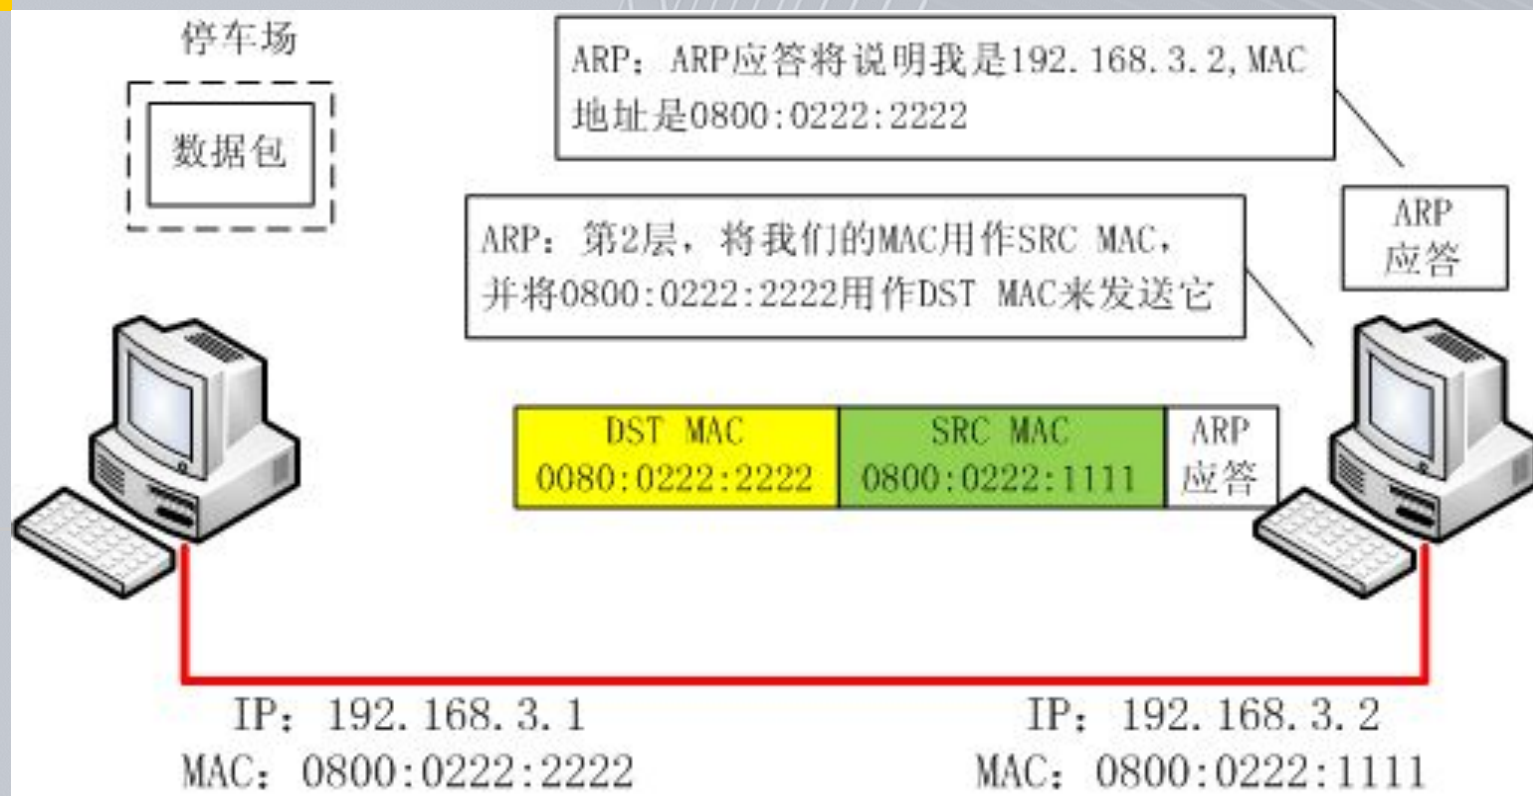 停车场
数据包
ARP：ARP应答将说明我是192.168.3.2,MAC
地址是0800:0222:2222
ARP：第2层，将我们的MAC用作SRC MAC，
并将0800:0222:2222用作DST MAC来发送它
ARP
应答
DST MAC
0080:0222:2222
SRC MAC
0800:0222:1111
ARP
应答
IP：192.168.3.1
MAC：0800:0222:2222
IP：192.168.3.2
MAC：0800:0222:1111